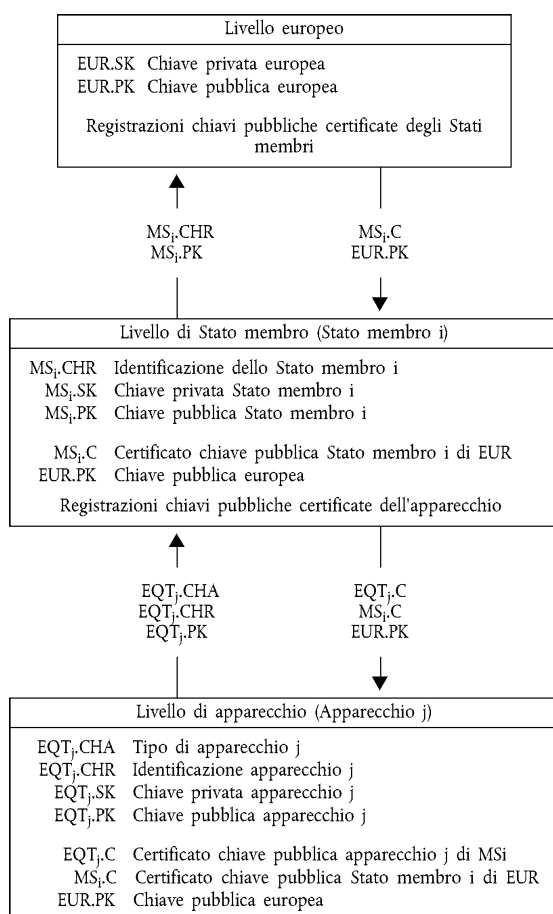 Livello europeo
EUR.SK Chiave privata europea
EUR.PK Chiave pubblica europea
Registrazioni chiavi pubbliche certificate degli Stati
membri
MSi.CHR
MSi.PK
MSi.C
EUR.PK
Livello di Stato membro (Stato membro i)
MSi.CHR Identificazione dello Stato membro i
MSi.SK Chiave privata Stato membro i
MSi.PK Chiave pubblica Stato membro i
MSi.C Certificato chiave pubblica Stato membro i di EUR
EUR.PK Chiave pubblica europea
Registrazioni chiavi pubbliche certificate dell'apparecchio
EQTj.CHA
EQTj.CHR
EQTj.PK
EQTj.C
MSi.C
EUR.PK
Livello di apparecchio (Apparecchio j)
EQTj.CHA Tipo di apparecchio j
EQTj.CHR Identificazione apparecchio j
EQTj.SK Chiave privata apparecchio j
EQTj.PK Chiave pubblica apparecchio j
EQTj.C Certificato chiave pubblica apparecchio j di MSi
MSi.C Certificato chiave pubblica Stato membro i di EUR
EUR.PK Chiave pubblica europea